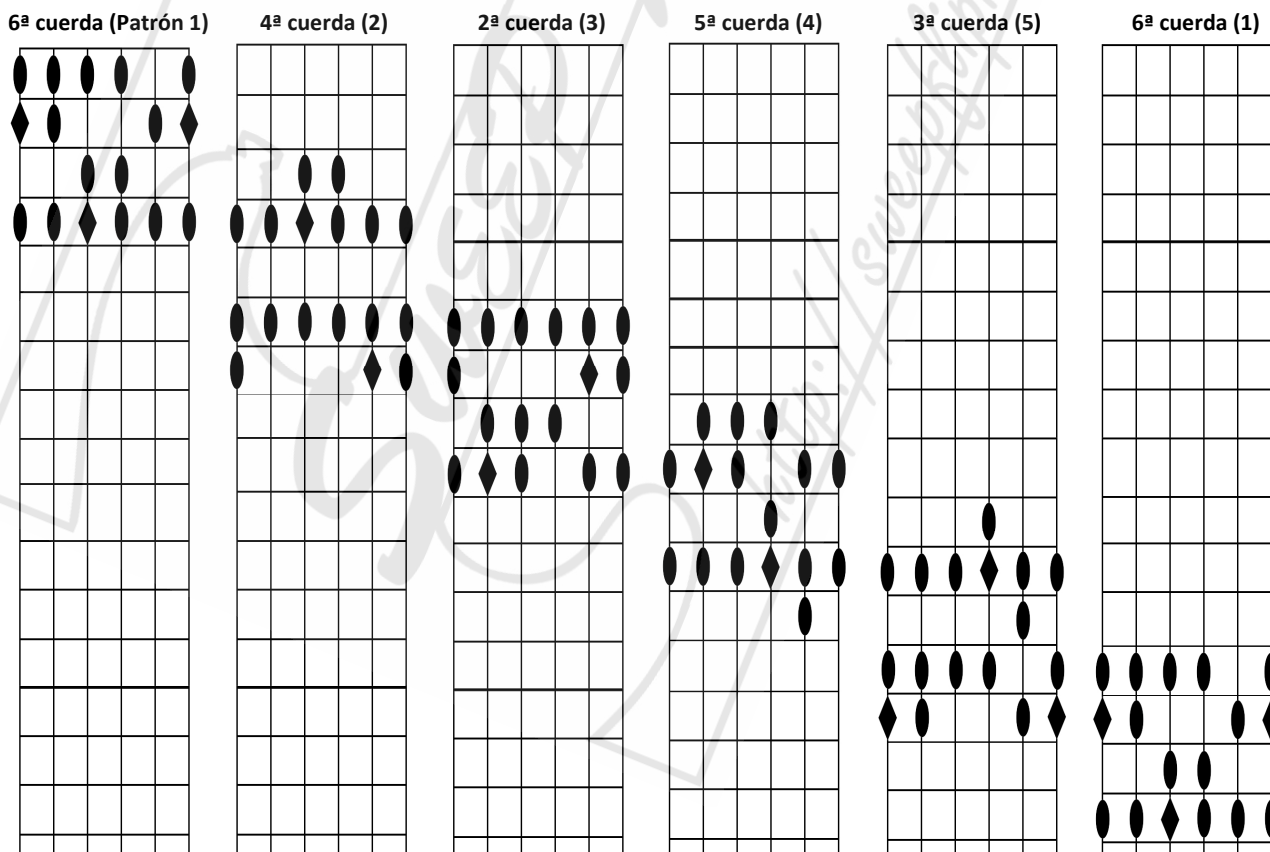 6ª cuerda (Patrón 1)
4ª cuerda (2)
2ª cuerda (3)
5ª cuerda (4)
3ª cuerda (5)
6ª cuerda (1)